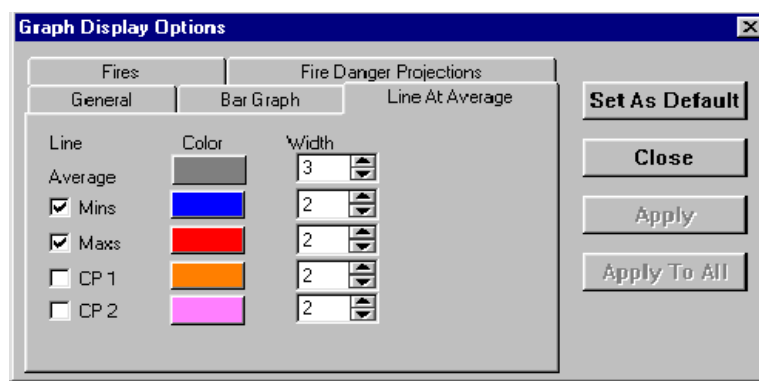 Graph Display Options
Fires Fire Danger Projections
General Bar Graph Line At Average
Line Color Width
Average 3
Mins 2
Maxs 2
CP 1 2
CP 2 2
Set As Default
Close
Apply
Apply To All